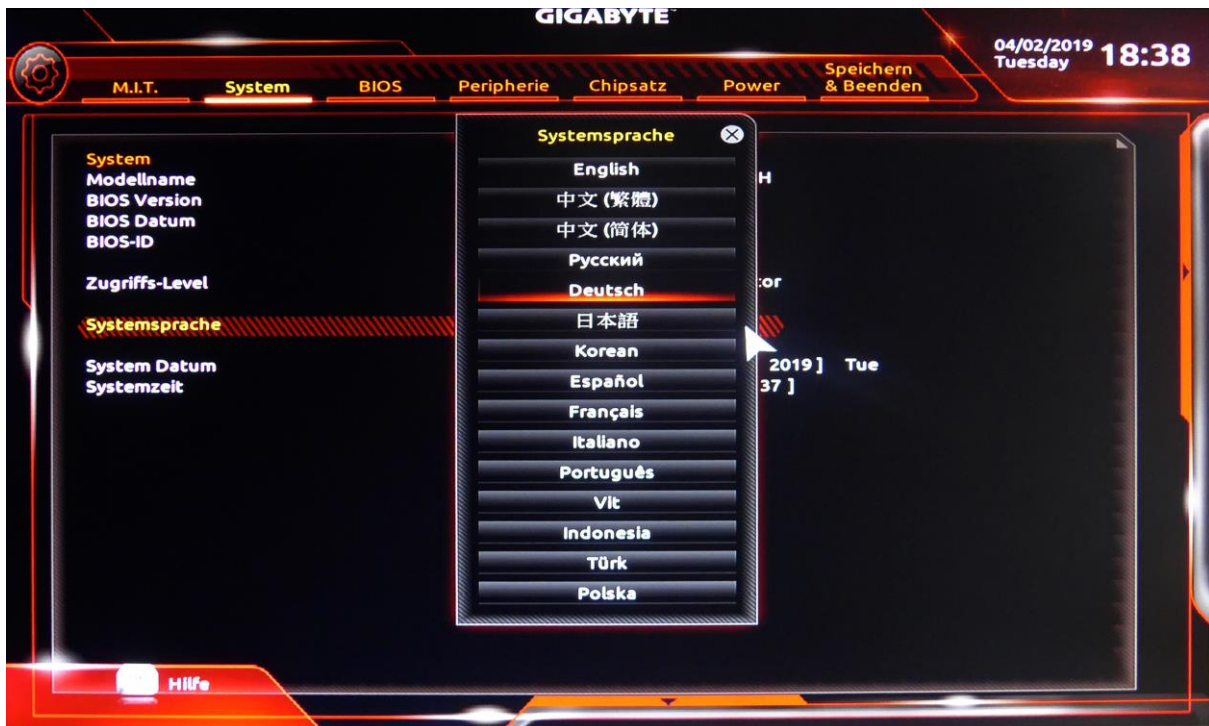 GIGABYTE™
04/02/2019 18:38
Tuesday
M.I.T. System BIOS Peripherie Chipsatz Power Speichern & Beenden
Systemsprache
System
Modellname H
BIOS Version
BIOS Datum
BIOS-ID
Zugriffs-Level tor
Systemsprache
System Datum 2019 ] Tue
Systemzeit 37 ]
English
中文 (繁體)
中文 (简体)
Русский
Deutsch
日本語
Korean
Español
Français
Italiano
Português
Vit
Indonesia
Türk
Polska
Hilfe